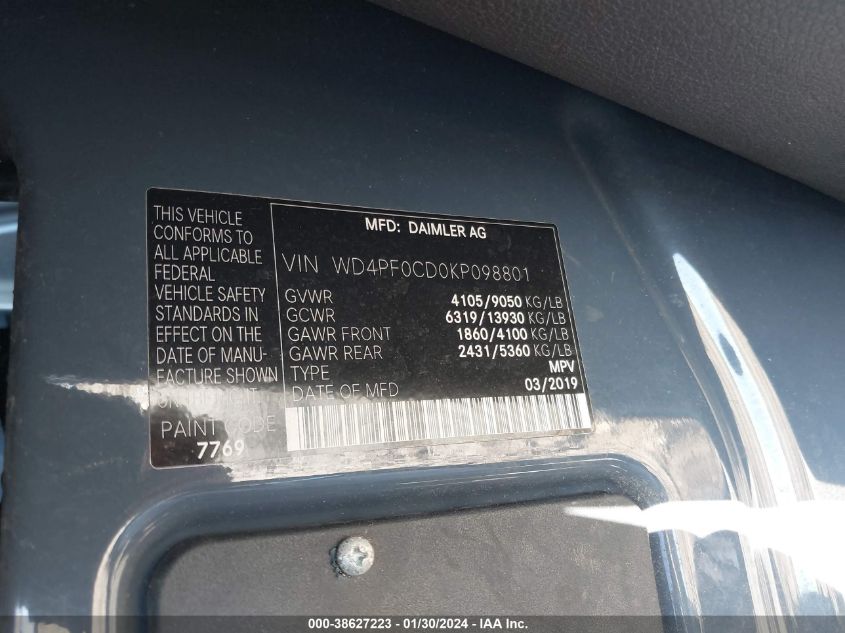 THIS VEHICLE
CONFORMS TO
ALL APPLICABLE
FEDERAL
VEHICLE SAFETY
STANDARDS IN
EFFECT ON THE
DATE OF MANU-
FACTURE SHOWN
PAINT CODE
7769
MFD: DAIMLER AG
VIN WD4PF0CD0KP098801
GVWR 4105/9050 KG/LB
GCWR 6319/13930 KG/LB
GAWR FRONT 1860/4100 KG/LB
GAWR REAR 2431/5360 KG/LB
TYPE MPV
DATE OF MFD 03/2019
000-38627223 - 01/30/2024 - IAA Inc.